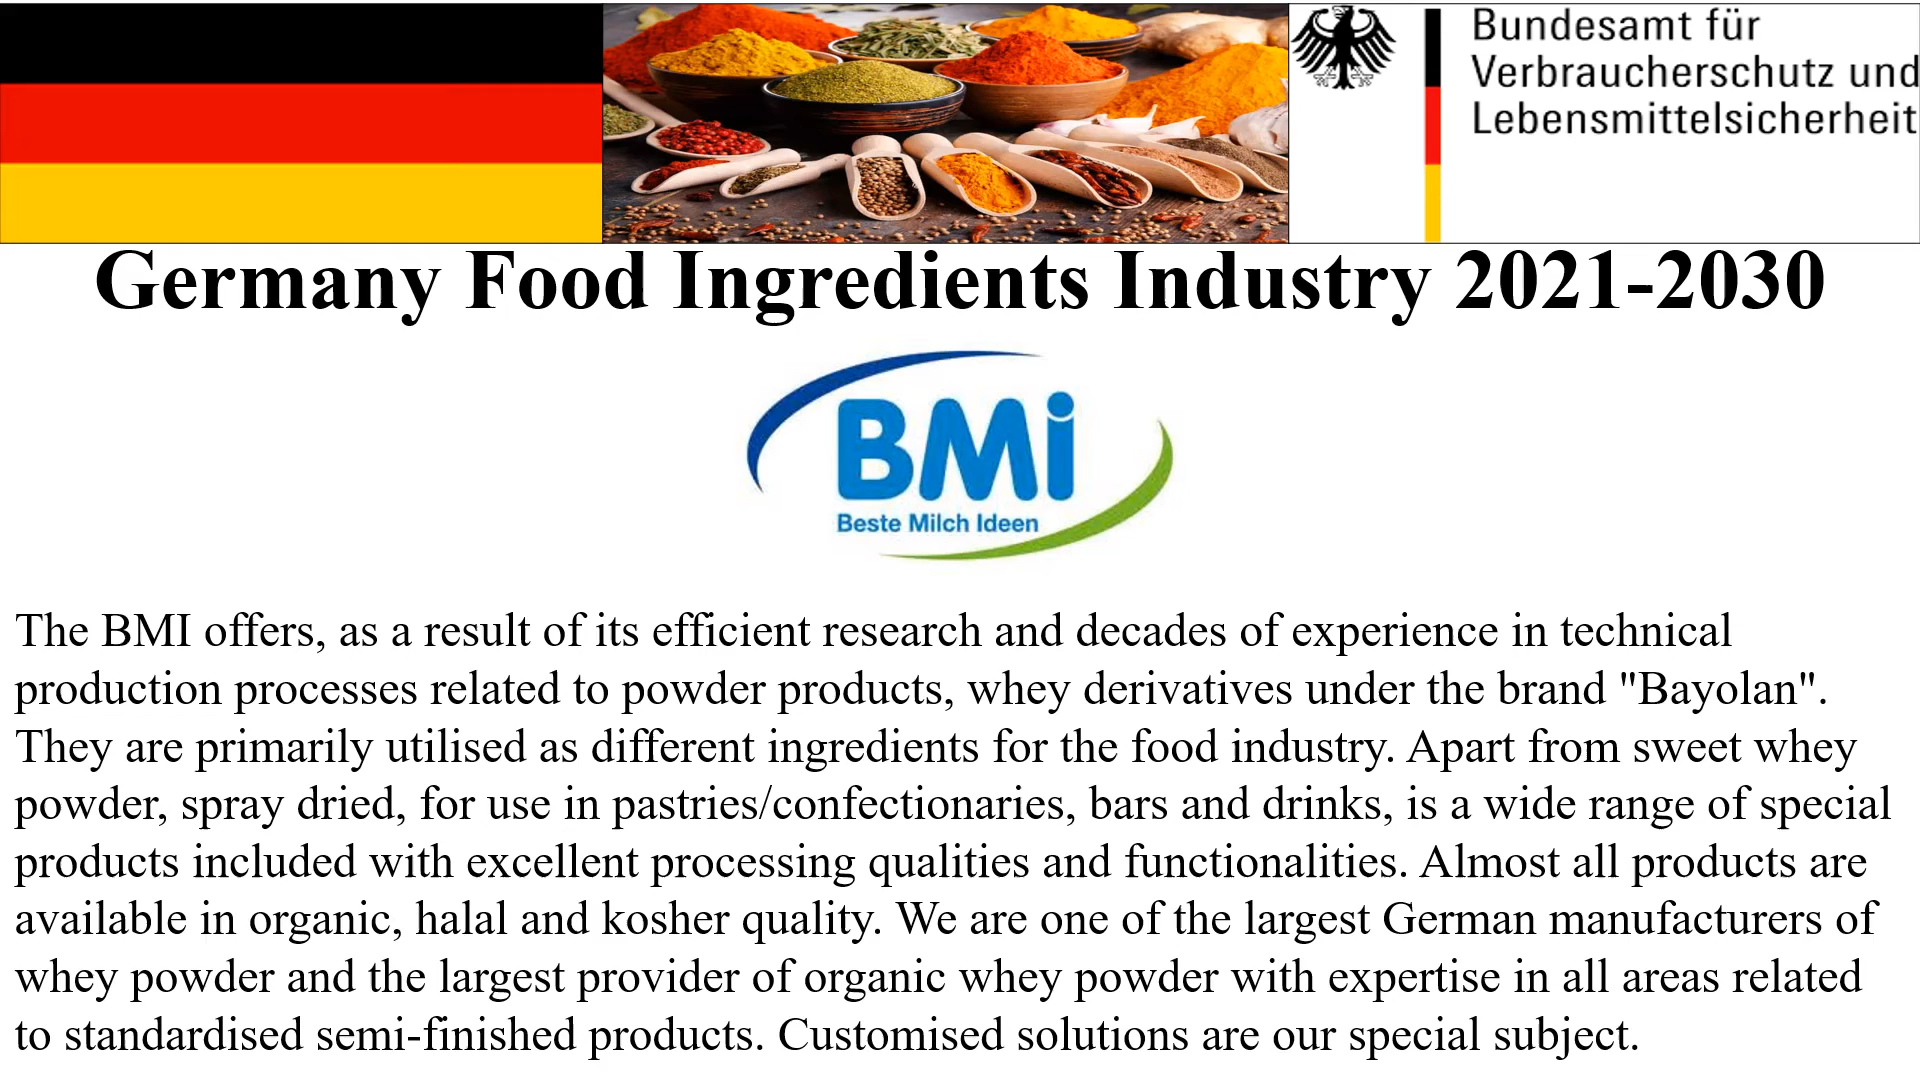 Bundesamt für
Verbraucherschutz und
Lebensmittelsicherheit
Germany Food Ingredients Industry 2021-2030
BMi
Beste Milch Ideen
The BMI offers, as a result of its efficient research and decades of experience in technical
production processes related to powder products, whey derivatives under the brand "Bayolan".
They are primarily utilised as different ingredients for the food industry. Apart from sweet whey
powder, spray dried, for use in pastries/confectionaries, bars and drinks, is a wide range of special
products included with excellent processing qualities and functionalities. Almost all products are
available in organic, halal and kosher quality. We are one of the largest German manufacturers of
whey powder and the largest provider of organic whey powder with expertise in all areas related
to standardised semi-finished products. Customised solutions are our special subject.